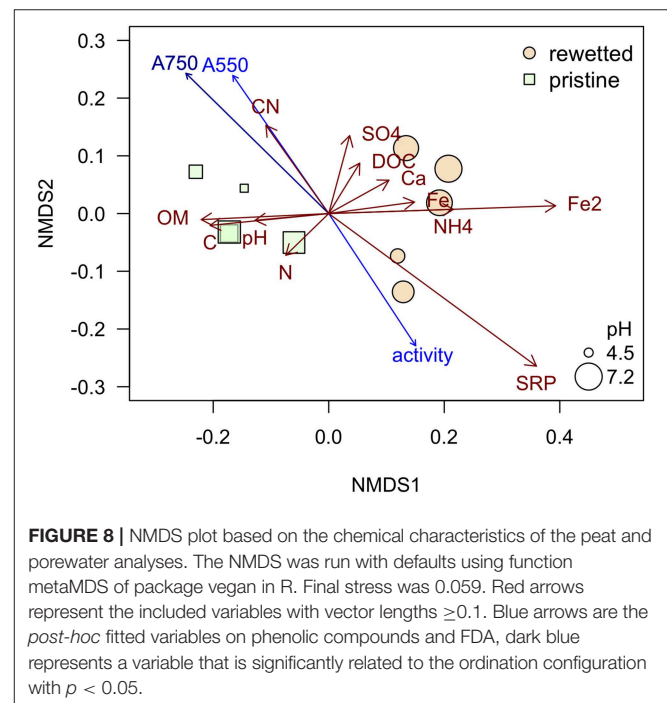 0.3
0.2
0.1
0.0
-0.1
-0.2
-0.3
NMDS2
A750
A550
CN
SO4
DOC
Ca
Fe
Fe2
NH4
OM
C
pH
N
activity
SRP
rewetted
pristine
pH
4.5
7.2
-0.2
0.0
0.2
0.4
NMDS1
FIGURE 8 | NMDS plot based on the chemical characteristics of the peat and
porewater analyses. The NMDS was run with defaults using function
metaMDS of package vegan in R. Final stress was 0.059. Red arrows
represent the included variables with vector lengths ≥0.1. Blue arrows are the
post-hoc fitted variables on phenolic compounds and FDA, dark blue
represents a variable that is significantly related to the ordination configuration
with p < 0.05.